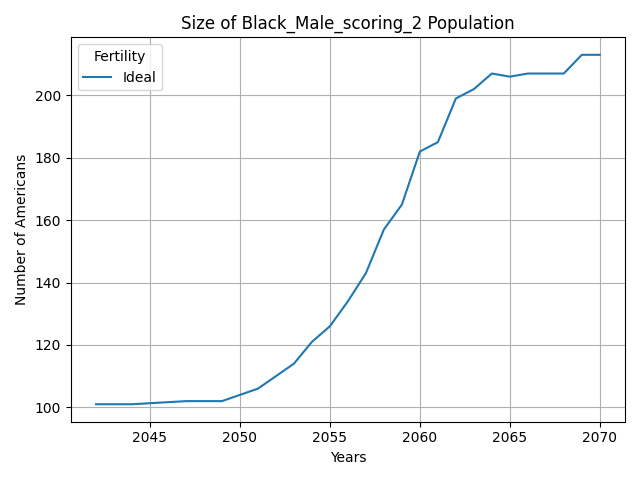 Size of Black_Male_scoring_2 Population
Fertility
Ideal
Number of Americans
200
180
160
140
120
100
2045 2050 2055 2060 2065 2070
Years